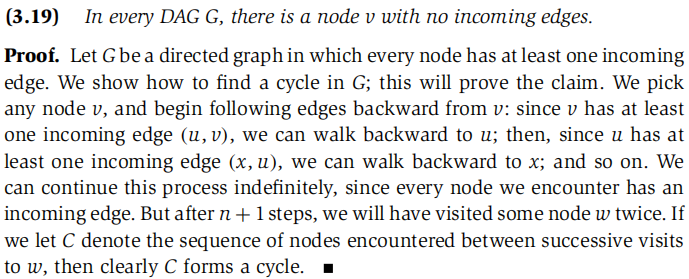 (3.19) In every DAG G, there is a node v with no incoming edges.
Proof. Let G be a directed graph in which every node has at least one incoming
edge. We show how to find a cycle in G; this will prove the claim. We pick
any node v, and begin following edges backward from v: since v has at least
one incoming edge (u, v), we can walk backward to u; then, since u has at
least one incoming edge (x, u), we can walk backward to x; and so on. We
can continue this process indefinitely, since every node we encounter has an
incoming edge. But after n + 1 steps, we will have visited some node w twice. If
we let C denote the sequence of nodes encountered between successive visits
to w, then clearly C forms a cycle. ■